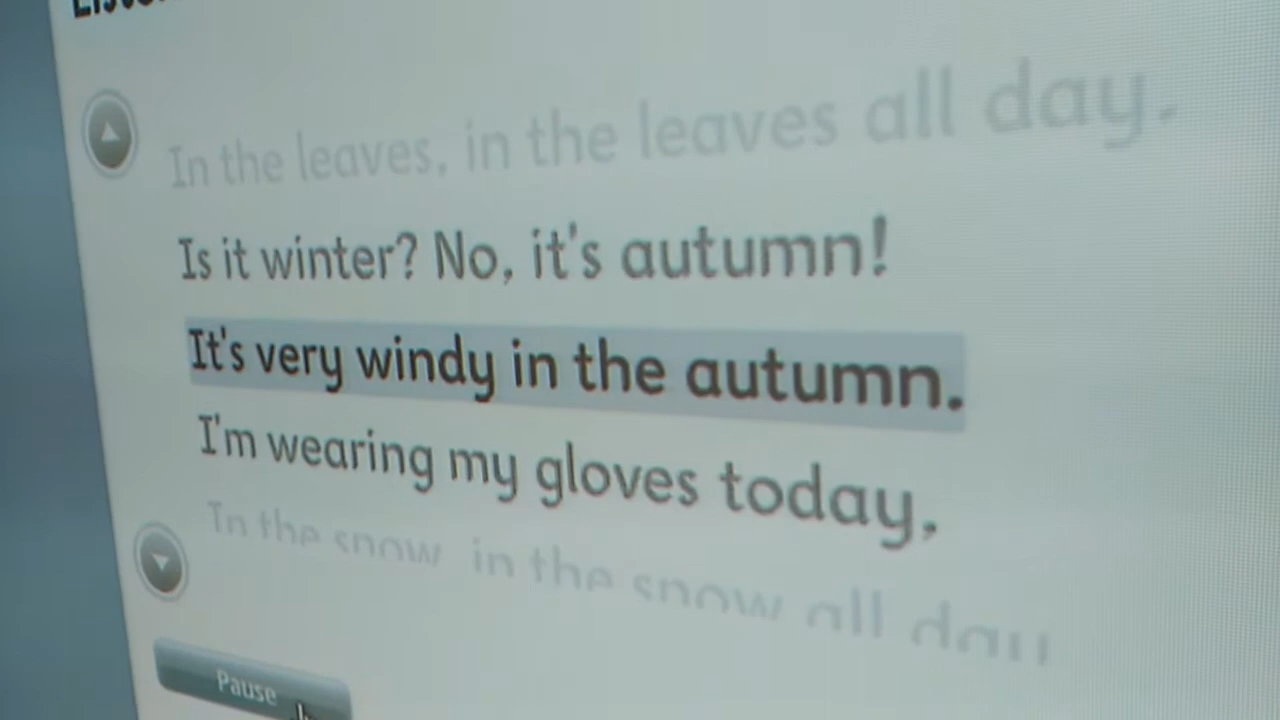 In the leaves, in the leaves all day.
Is it winter? No, it's autumn!
It's very windy in the autumn.
I'm wearing my gloves today,
In the snow in the snow all day
Pause